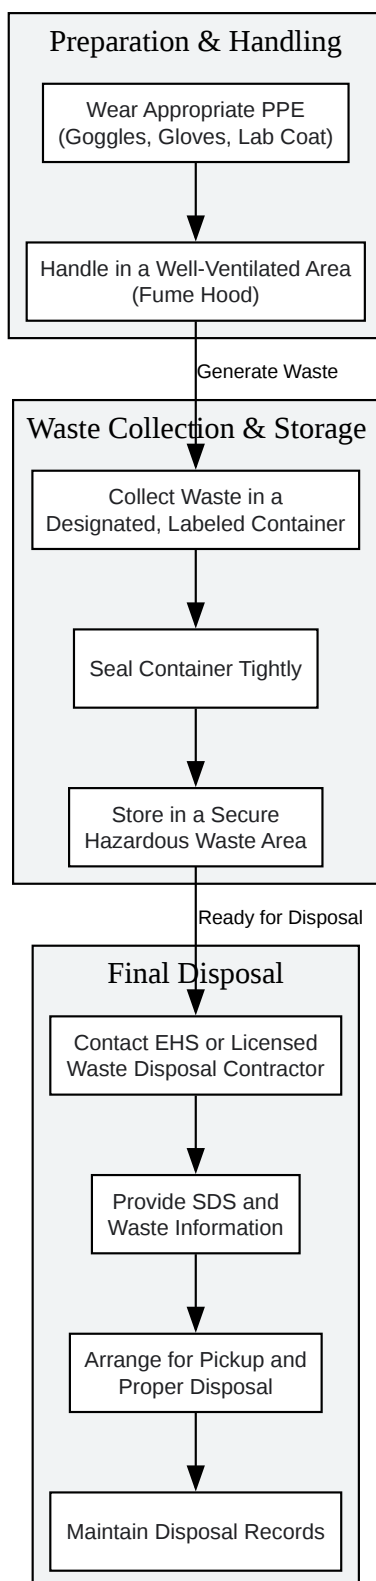 Preparation & Handling
Wear Appropriate PPE
(Goggles, Gloves, Lab Coat)
Handle in a Well-Ventilated Area
(Fume Hood)
Generate Waste
Waste Collection & Storage
Collect Waste in a
Designated, Labeled Container
Seal Container Tightly
Store in a Secure
Hazardous Waste Area
Ready for Disposal
Final Disposal
Contact EHS or Licensed
Waste Disposal Contractor
Provide SDS and
Waste Information
Arrange for Pickup and
Proper Disposal
Maintain Disposal Records